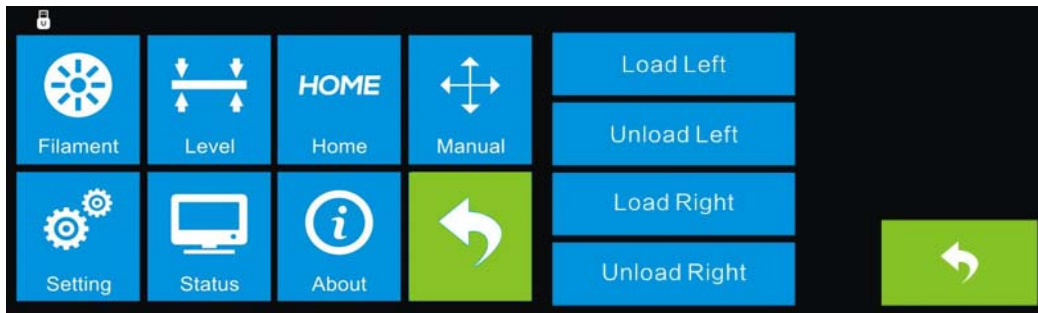 HOME
Filament
Level
Home
Manual
Setting
Status
About
Load Left
Unload Left
Load Right
Unload Right